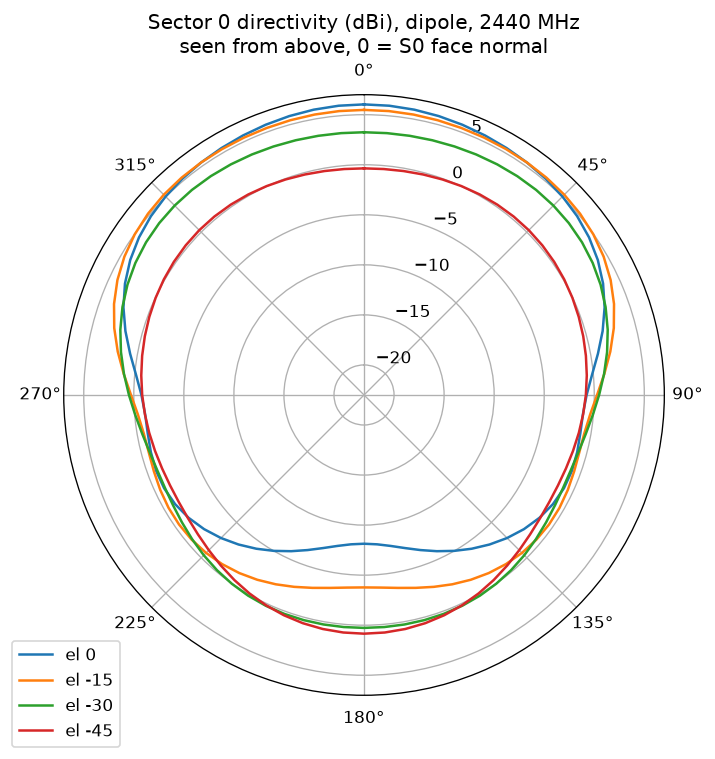 Sector 0 directivity (dBi), dipole, 2440 MHz
seen from above, 0 = S0 face normal
0°
315°
45°
5
0
−5
−10
−15
−20
270°
90°
225°
135°
180°
el 0
el -15
el -30
el -45